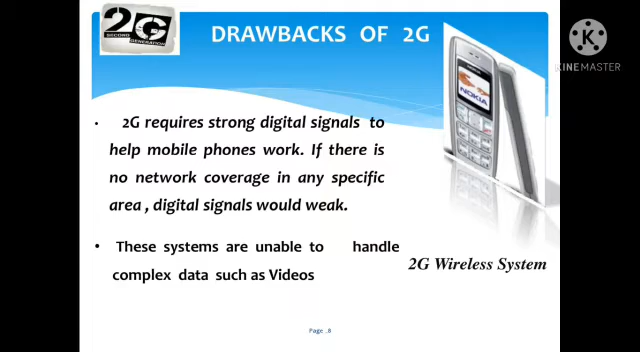 2G
SECOND
GENERATION
DRAWBACKS OF 2G
KINEMASTER
NOKIA
• 2G requires strong digital signals to
help mobile phones work. If there is
no network coverage in any specific
area , digital signals would weak.
• These systems are unable to handle
complex data such as Videos
2G Wireless System
Page .8